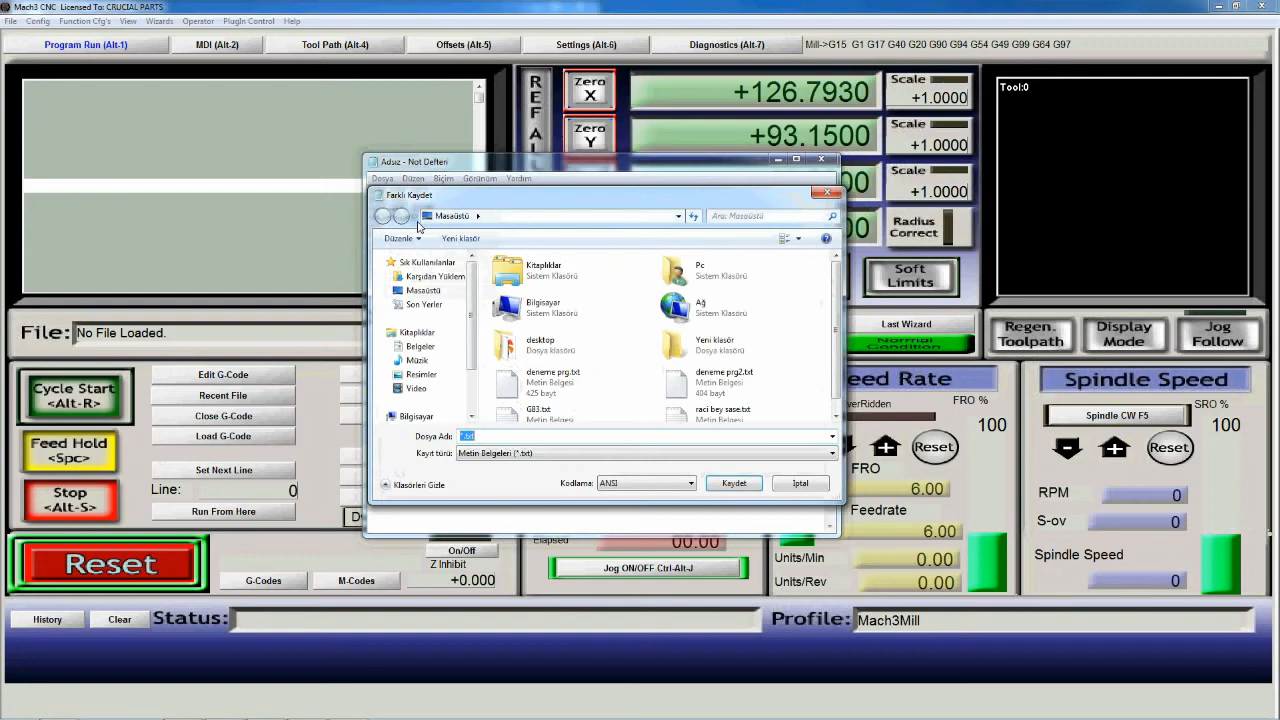 Mach3 CNC Licensed To: CRUCIAL PARTS
File Config Function Cfg's View Wizards Operator PlugIn Control Help
Program Run (Alt-1) MDI (Alt-2) Tool Path (Alt-4) Offsets (Alt-5) Settings (Alt-6) Diagnostics (Alt-7) Mill->G15 G1 G17 G40 G20 G90 G94 G54 G49 G99 G64 G97
REF AL
Zero X +126.7930 Scale +1.0000
Zero Y +93.1500 Scale +1.0000
Scale +1.0000
Radius Correct
Soft Limits
Tool:0
Adsız - Not Defteri
Dosya Düzen Biçim Görünüm Yardım
Farklı Kaydet
Masaüstü Ara: Masaüstü
Düzenle Yeni klasör
Sık Kullanılanlar
Karşıdan Yüklem
Masaüstü
Son Yerler
Kitaplıklar
Belgeler
Müzik
Resimler
Video
Bilgisayar
Kitaplıklar
Sistem Klasörü
Pc
Sistem Klasörü
Bilgisayar
Sistem Klasörü
Ağ
Sistem Klasörü
desktop
Dosya klasörü
Yeni klasör
Dosya klasörü
deneme prg.txt
Metin Belgesi
425 bayt
deneme prg2.txt
Metin Belgesi
404 bayt
G83.txt
Metin Belgesi
raci bey sase.txt
Metin Belgesi
Dosya Adı: *.txt
Kayıt türü: Metin Belgeleri (*.txt)
Klasörleri Gizle Kodlama: ANSI Kaydet İptal
File: No File Loaded.
Last Wizard
Normal Condition
Regen. Toolpath
Display Mode
Jog Follow
Cycle Start <Alt-R>
Feed Hold <Spc>
Stop <Alt-S>
Edit G-Code
Recent File
Close G-Code
Load G-Code
Set Next Line
Line: 0
Run From Here
Reset
G-Codes M-Codes
On/Off
Z Inhibit
+0.000
Elapsed 00:00
Jog ON/OFF Ctrl-Alt-J
eed Rate
verRidden FRO %
100
Reset
FRO 6.00
Feedrate
6.00
Units/Min 0.00
Units/Rev 0.00
Spindle Speed
Spindle CW F5 SRO %
100
Reset
RPM 0
S-ov 0
Spindle Speed
0
History Clear Status: Profile: Mach3Mill